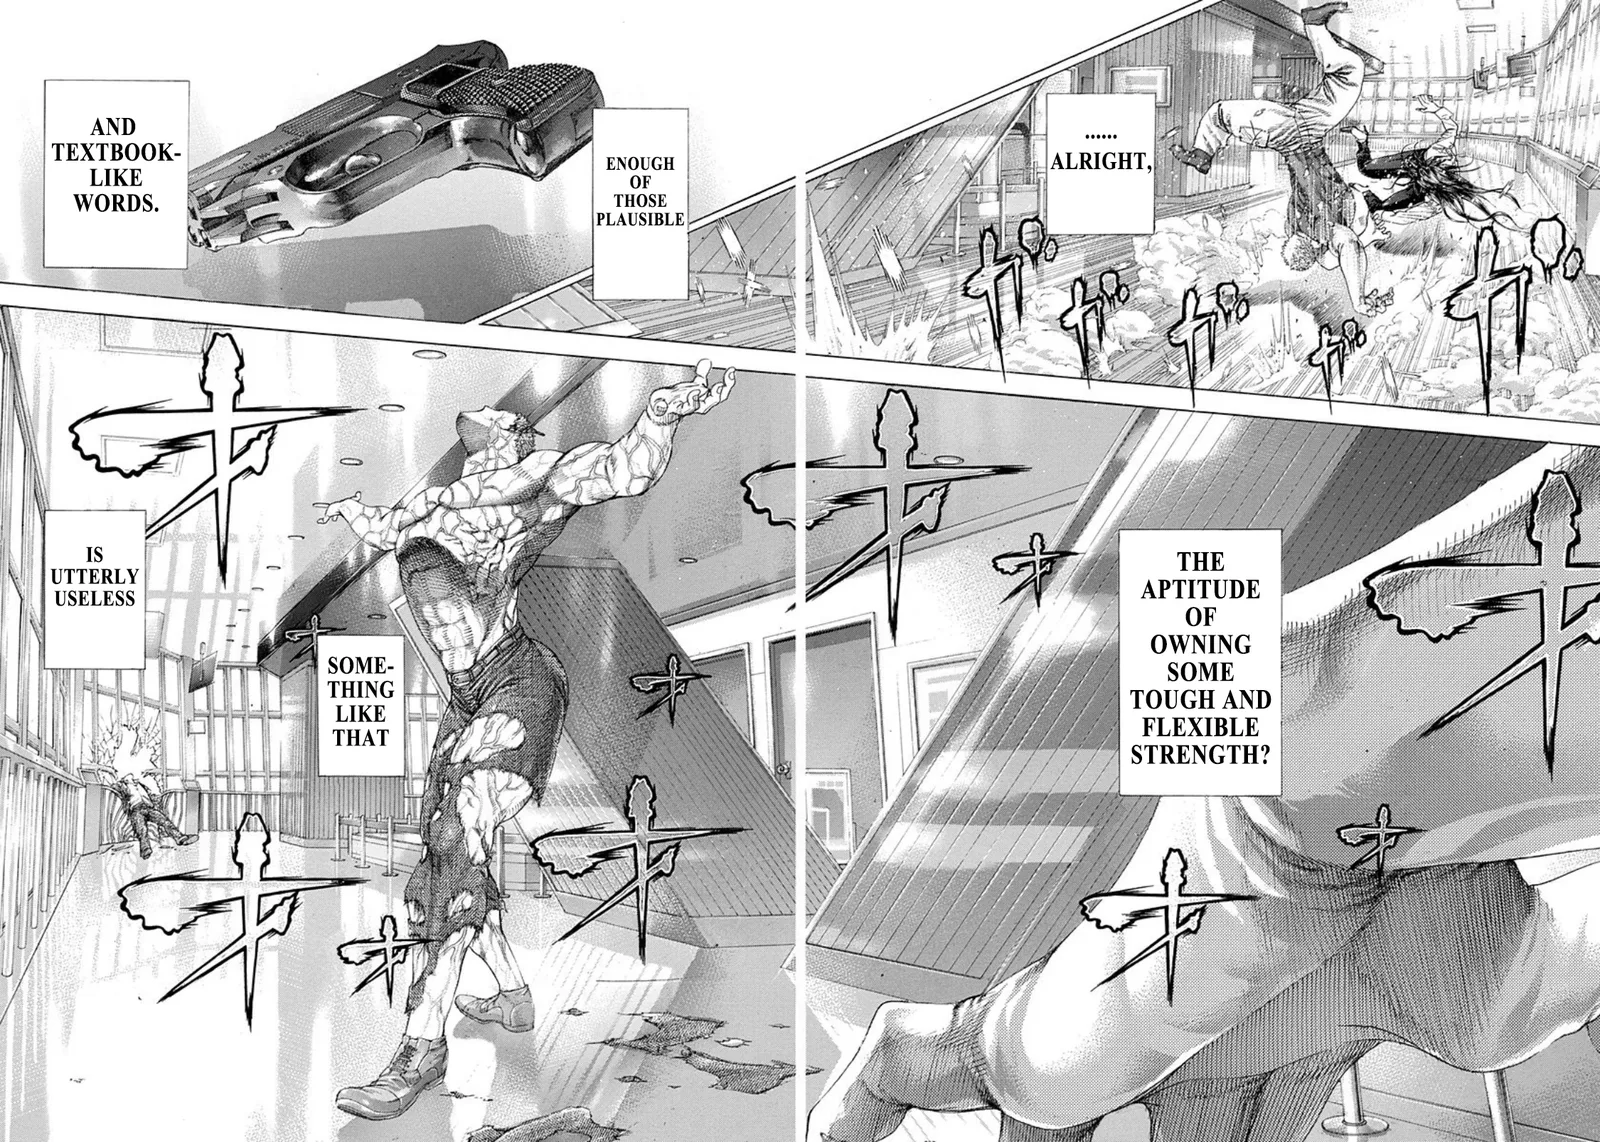 ......
ALRIGHT,
ENOUGH
OF
THOSE
PLAUSIBLE
AND
TEXTBOOK-
LIKE
WORDS.
THE
APTITUDE
OF
OWNING
SOME
TOUGH AND
FLEXIBLE
STRENGTH?
SOME-
THING
LIKE
THAT
IS
UTTERLY
USELESS